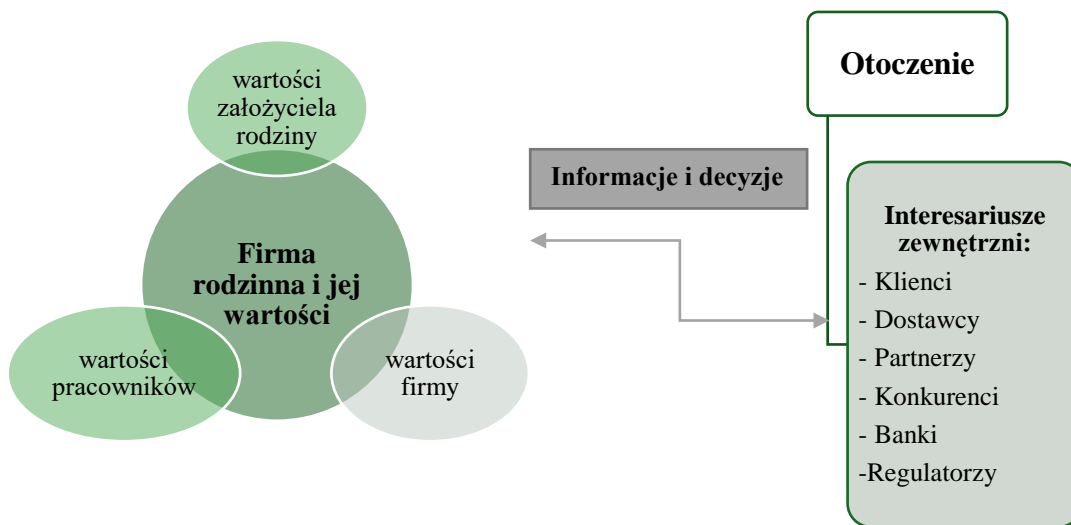 wartości
założyciela
rodziny
Firma
rodzinna i jej
wartości
wartości
pracowników
wartości
firmy
Informacje i decyzje
Otoczenie
Interesariusze
zewnętrzni:
- Klienci
- Dostawcy
- Partnerzy
- Konkurenci
- Banki
-Regulatorzy